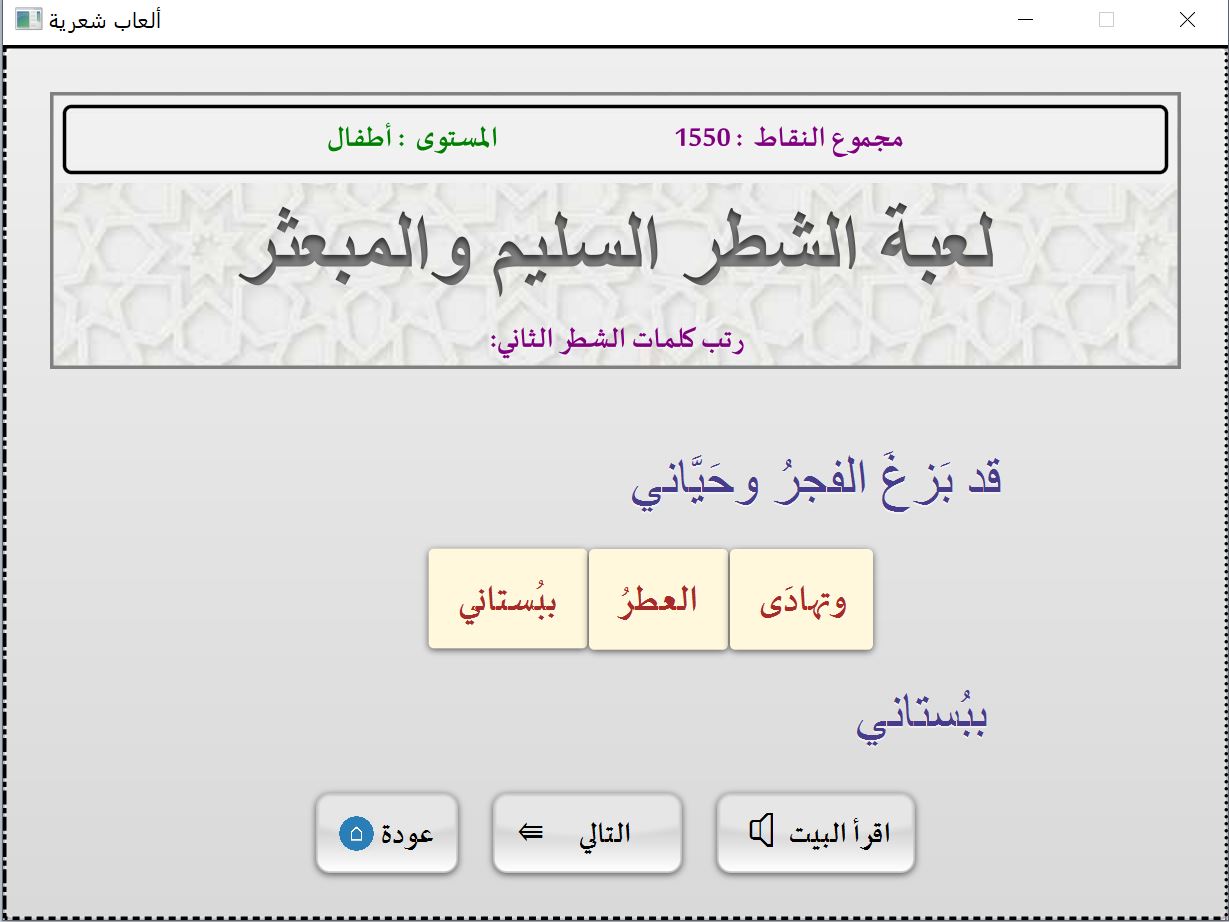 ألعاب شعرية
مجموع النقاط : 1550 المستوى : أطفال
لعبة الشطر السليم والمبعثر
رتب كلمات الشطر الثاني:
قد بَزغَ الفجرُ وحَيَّاني
وتهادَى العطرُ ببُستاني
ببُستاني
اقرأ البيت التالي عودة